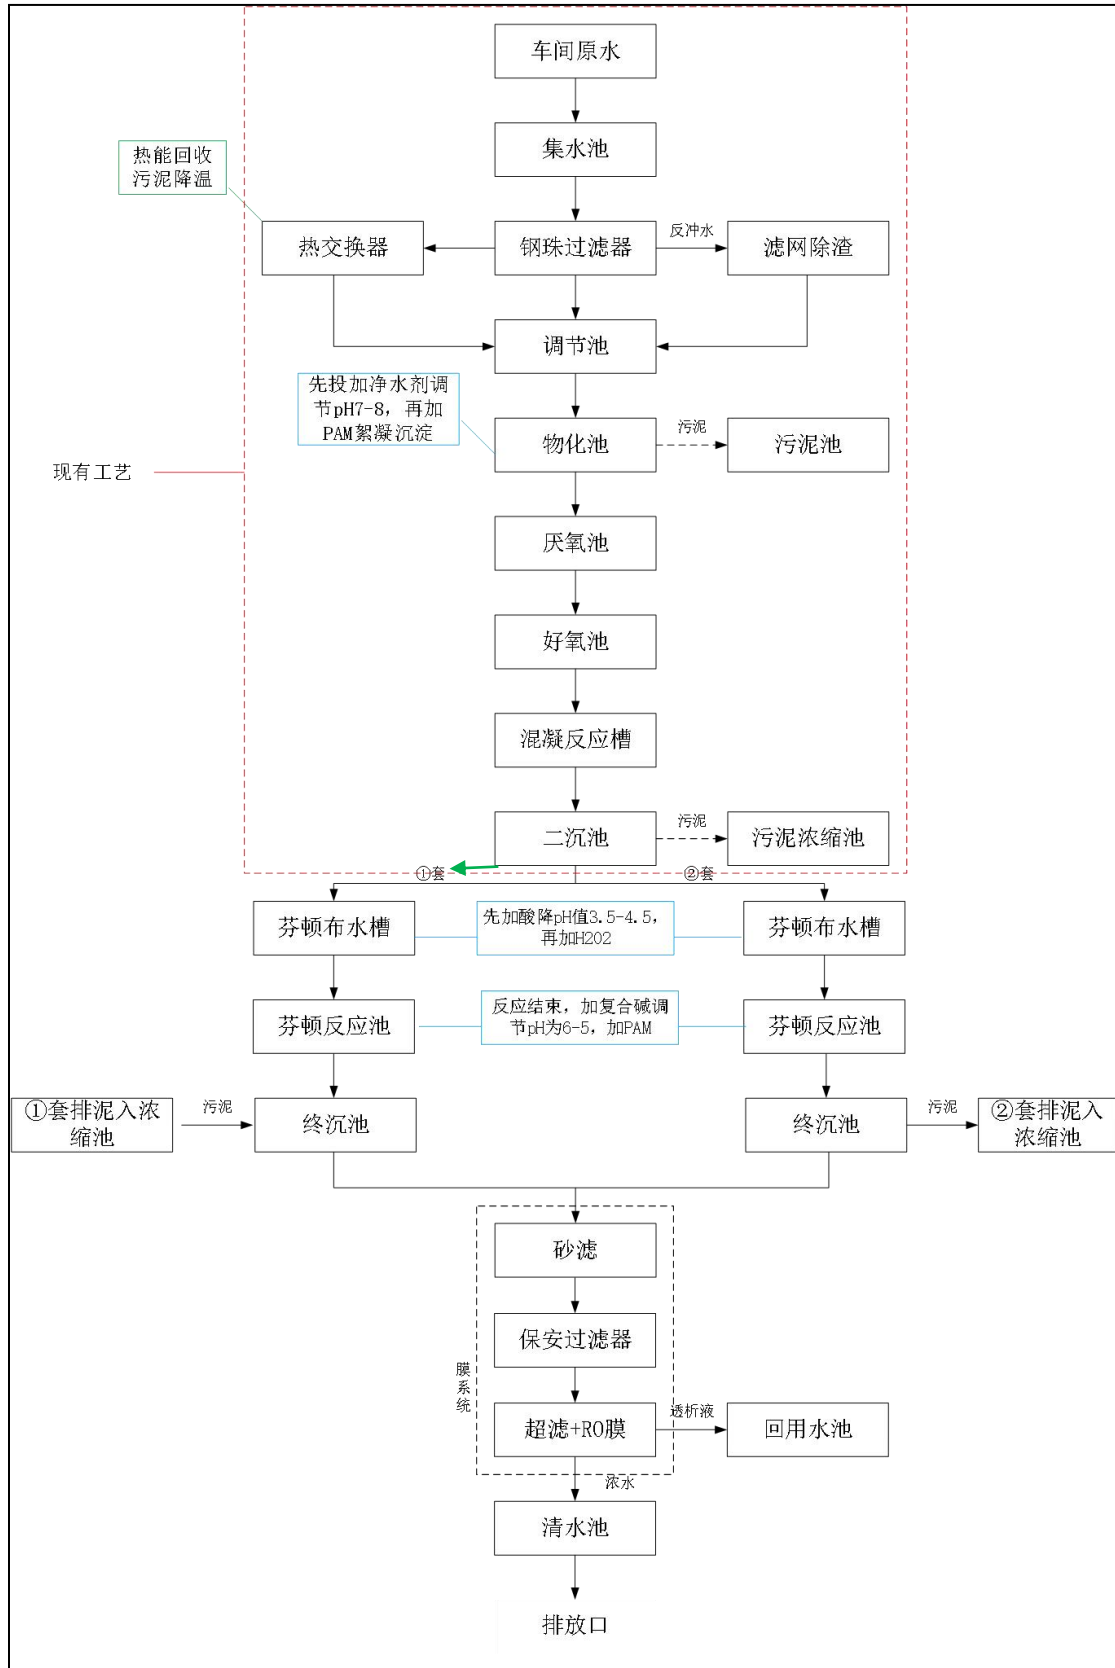 车间原水
集水池
热能回收
污泥降温
热交换器
钢珠过滤器
反冲水
滤网除渣
调节池
先投加净水剂调
节pH7-8，再加
PAM絮凝沉淀
物化池
污泥
污泥池
现有工艺
厌氧池
好氧池
混凝反应槽
二沉池
污泥
污泥浓缩池
①套
②套
芬顿布水槽
先加酸降pH值3.5-4.5，
再加H2O2
芬顿布水槽
芬顿反应池
反应结束，加复合碱调
节pH为6-5，加PAM
芬顿反应池
①套排泥入浓
缩池
污泥
终沉池
终沉池
污泥
②套排泥入
浓缩池
砂滤
保安过滤器
膜系统
超滤+RO膜
透析液
回用水池
浓水
清水池
排放口